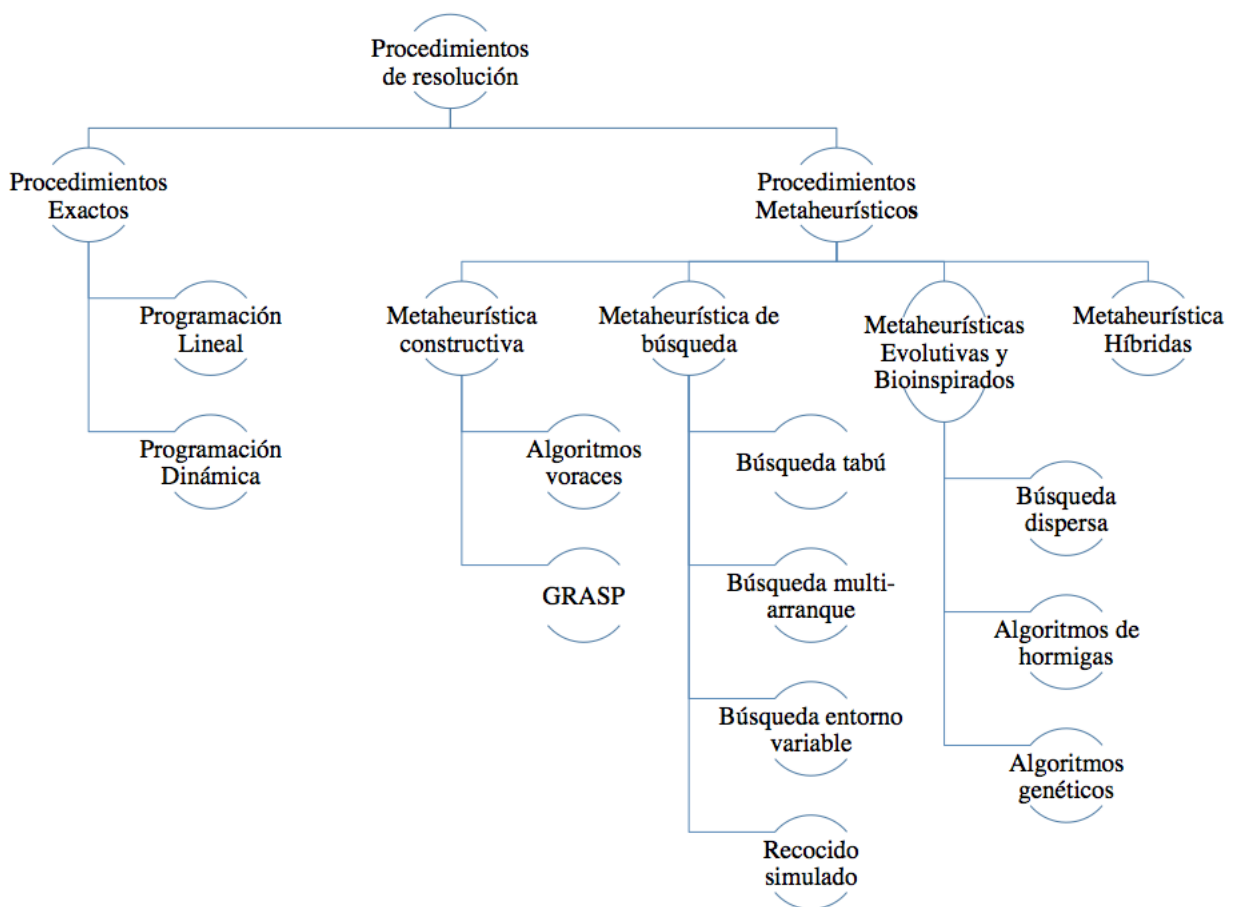 Procedimientos
de resolución
Procedimientos
Exactos
Procedimientos
Metaheurísticos
Programación
Lineal
Programación
Dinámica
Metaheurística
constructiva
Algoritmos
voraces
GRASP
Metaheurística de
búsqueda
Búsqueda tabú
Búsqueda multi-
arranque
Búsqueda entorno
variable
Recocido
simulado
Metaheurísticas
Evolutivas y
Bioinspirados
Búsqueda
dispersa
Algoritmos de
hormigas
Algoritmos
genéticos
Metaheurística
Híbridas